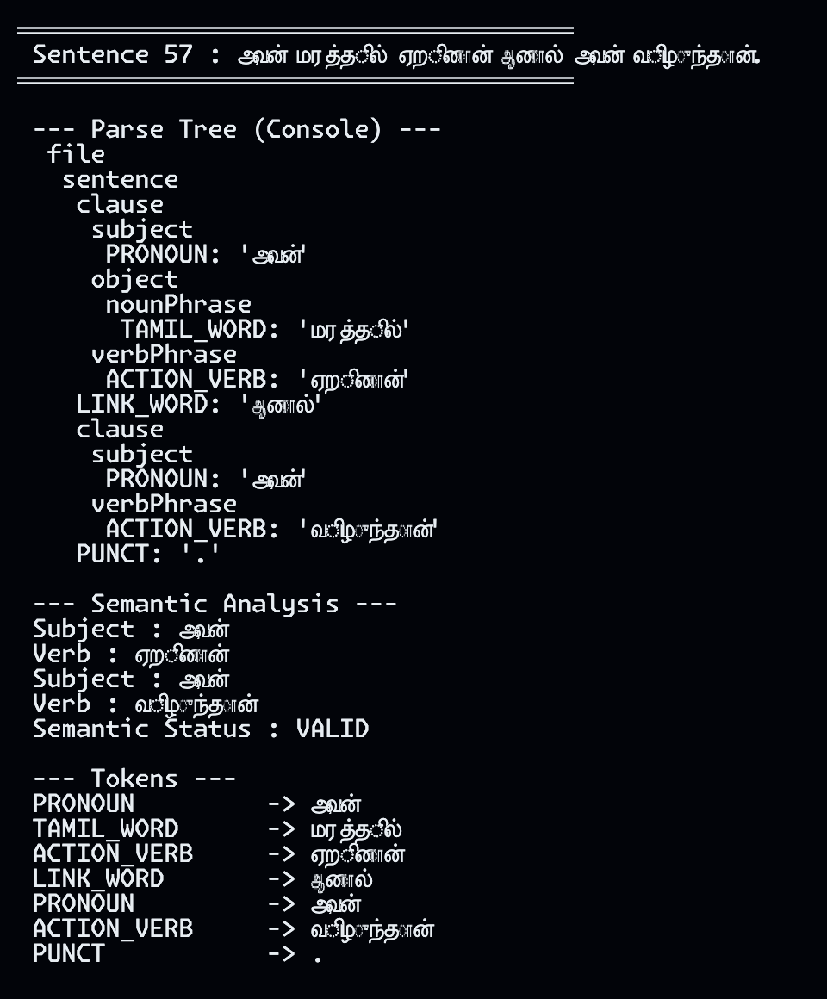 Sentence 57 : அவன் மரத்தில் ஏறினான் ஆனால் அவன் விழுந்தான்.
--- Parse Tree (Console) ---
file
sentence
clause
subject
PRONOUN: 'அவன்'
object
nounPhrase
TAMIL_WORD: 'மரத்தில்'
verbPhrase
ACTION_VERB: 'ஏறினான்'
LINK_WORD: 'ஆனால்'
clause
subject
PRONOUN: 'அவன்'
verbPhrase
ACTION_VERB: 'விழுந்தான்'
PUNCT: '.'
--- Semantic Analysis ---
Subject : அவன்
Verb : ஏறினான்
Subject : அவன்
Verb : விழுந்தான்
Semantic Status : VALID
--- Tokens ---
PRONOUN -> அவன்
TAMIL_WORD -> மரத்தில்
ACTION_VERB -> ஏறினான்
LINK_WORD -> ஆனால்
PRONOUN -> அவன்
ACTION_VERB -> விழுந்தான்
PUNCT -> .